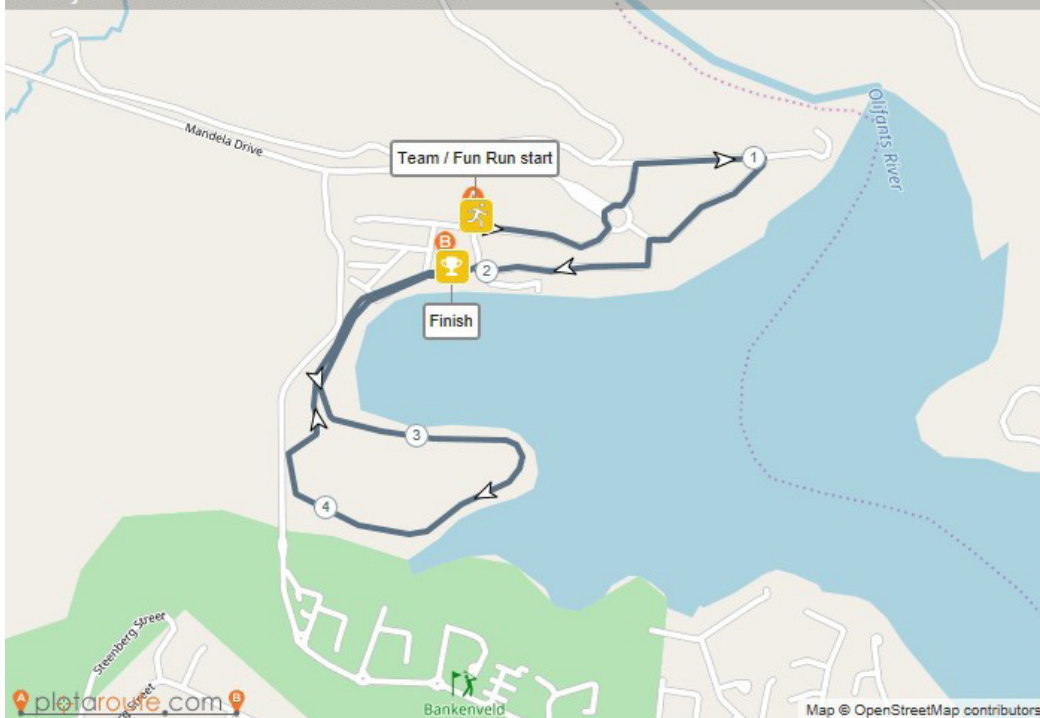 Mandela Drive
Team / Fun Run start
Olifants River
1
A
B
2
Finish
3
4
Steenberg Street
Street
Bankenveld
A plotaroute.com B
Map © OpenStreetMap contributors